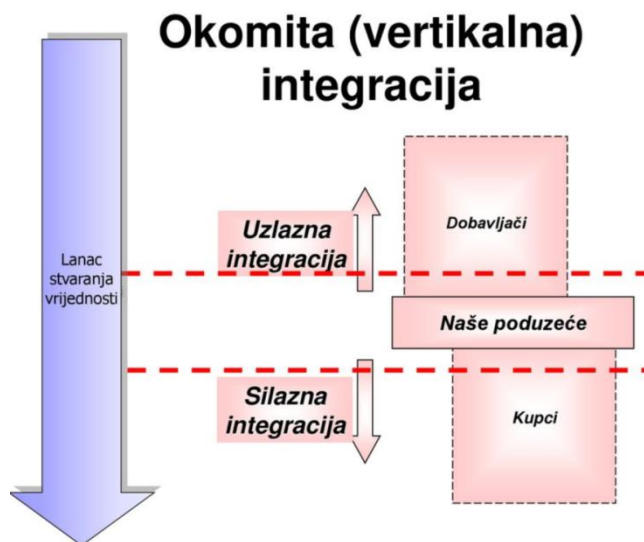 Okomita (vertikalna)
integracija
Uzlazna
integracija
Dobavljači
Lanac
stvaranja
vrijednosti
Naše poduzeće
Silazna
integracija
Kupci